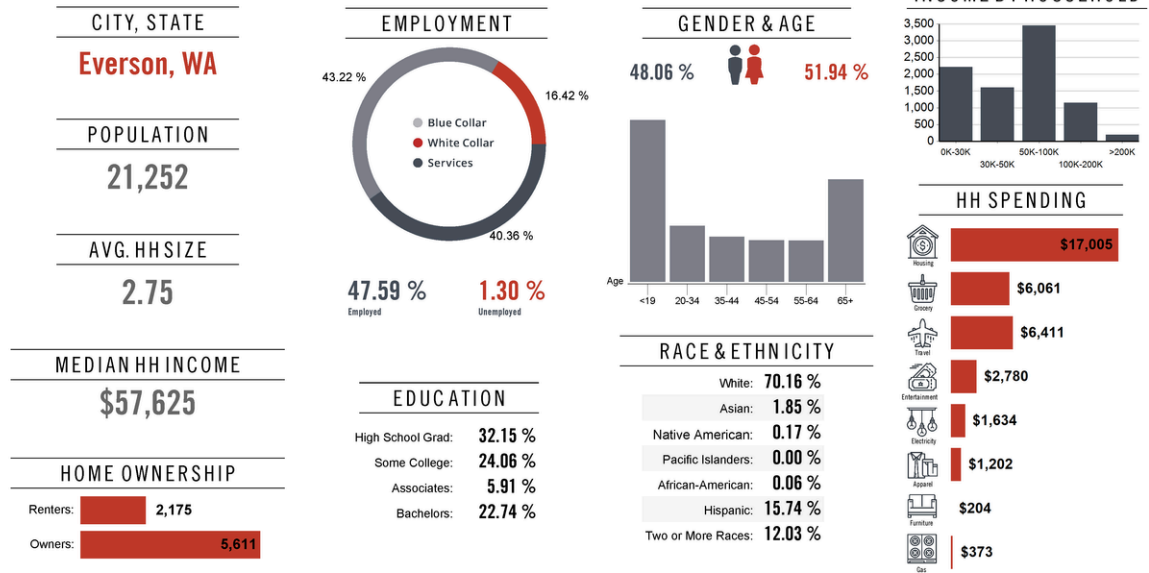 CITY, STATE
Everson, WA
POPULATION
21,252
AVG. HH SIZE
2.75
MEDIAN HH INCOME
$57,625
HOME OWNERSHIP
Renters: 2,175
Owners: 5,611
EMPLOYMENT
43.22 %
16.42 %
Blue Collar
White Collar
Services
40.36 %
47.59 % 1.30 %
Employed Unemployed
EDUCATION
High School Grad: 32.15 %
Some College: 24.06 %
Associates: 5.91 %
Bachelors: 22.74 %
GENDER & AGE
48.06 % 51.94 %
Age
<19 20-34 35-44 45-54 55-64 65+
RACE & ETHNICITY
White: 70.16 %
Asian: 1.85 %
Native American: 0.17 %
Pacific Islanders: 0.00 %
African-American: 0.06 %
Hispanic: 15.74 %
Two or More Races: 12.03 %
INCOME BY HOUSEHOLD
3,500
3,000
2,500
2,000
1,500
1,000
500
0
0K-30K 50K-100K >200K
30K-50K 100K-200K
HH SPENDING
$17,005
Housing
$6,061
Grocery
$6,411
Travel
$2,780
Entertainment
$1,634
Electricity
$1,202
Apparel
$204
Furniture
$373
Gas